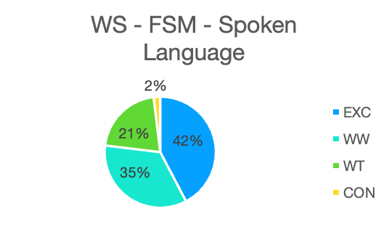 WS - FSM - Spoken
Language
2%
21%
42%
35%
EXC
WW
WT
CON